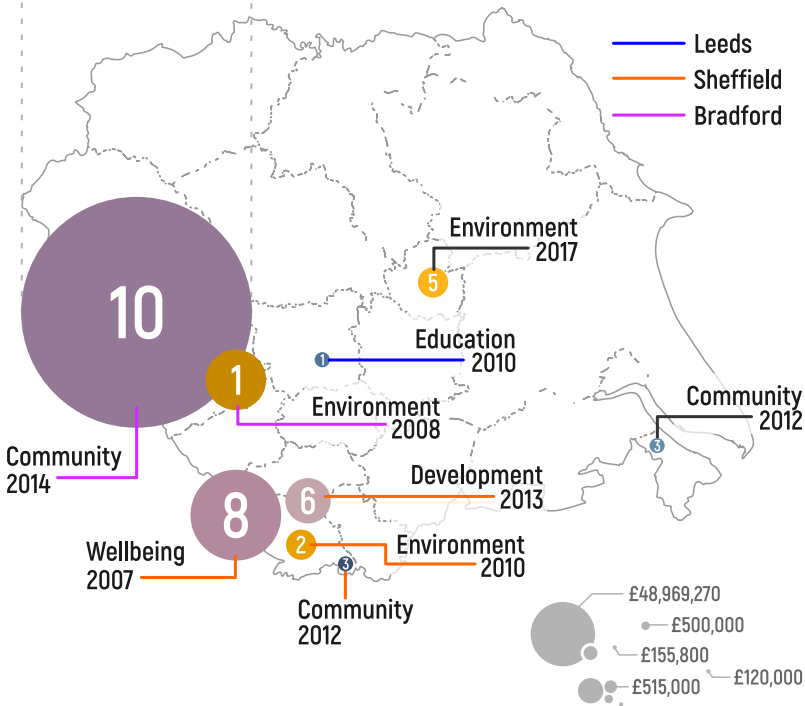 Leeds
Sheffield
Bradford
Environment
2017
5
10
Education
2010
1
1
Environment
2008
Community
2012
3
Community
2014
Development
2013
6
8
Wellbeing
2007
2
Environment
2010
3
Community
2012
£48,969,270
£500,000
£155,800
£120,000
£515,000